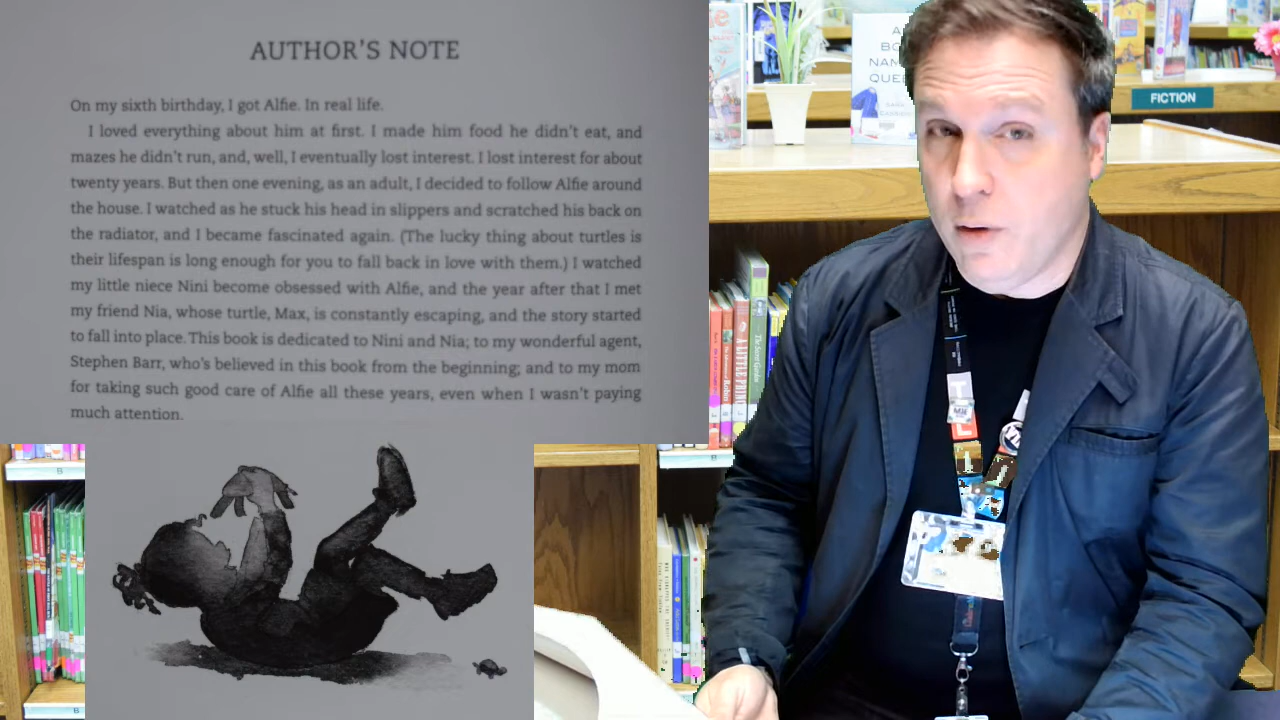 AUTHOR'S NOTE
On my sixth birthday, I got Alfie. In real life.
I loved everything about him at first. I made him food he didn't eat, and
mazes he didn't run, and, well, I eventually lost interest. I lost interest for about
twenty years. But then one evening, as an adult, I decided to follow Alfie around
the house. I watched as he stuck his head in slippers and scratched his back on
the radiator, and I became fascinated again. (The lucky thing about turtles is
their lifespan is long enough for you to fall back in love with them.) I watched
my little niece Nini become obsessed with Alfie, and the year after that I met
my friend Nia, whose turtle, Max, is constantly escaping, and the story started
to fall into place. This book is dedicated to Nini and Nia; to my wonderful agent,
Stephen Barr, who's believed in this book from the beginning; and to my mom
for taking such good care of Alfie all these years, even when I wasn't paying
much attention.
FICTION
A LITTLE PRINCESS
The Secret Garden
B
B